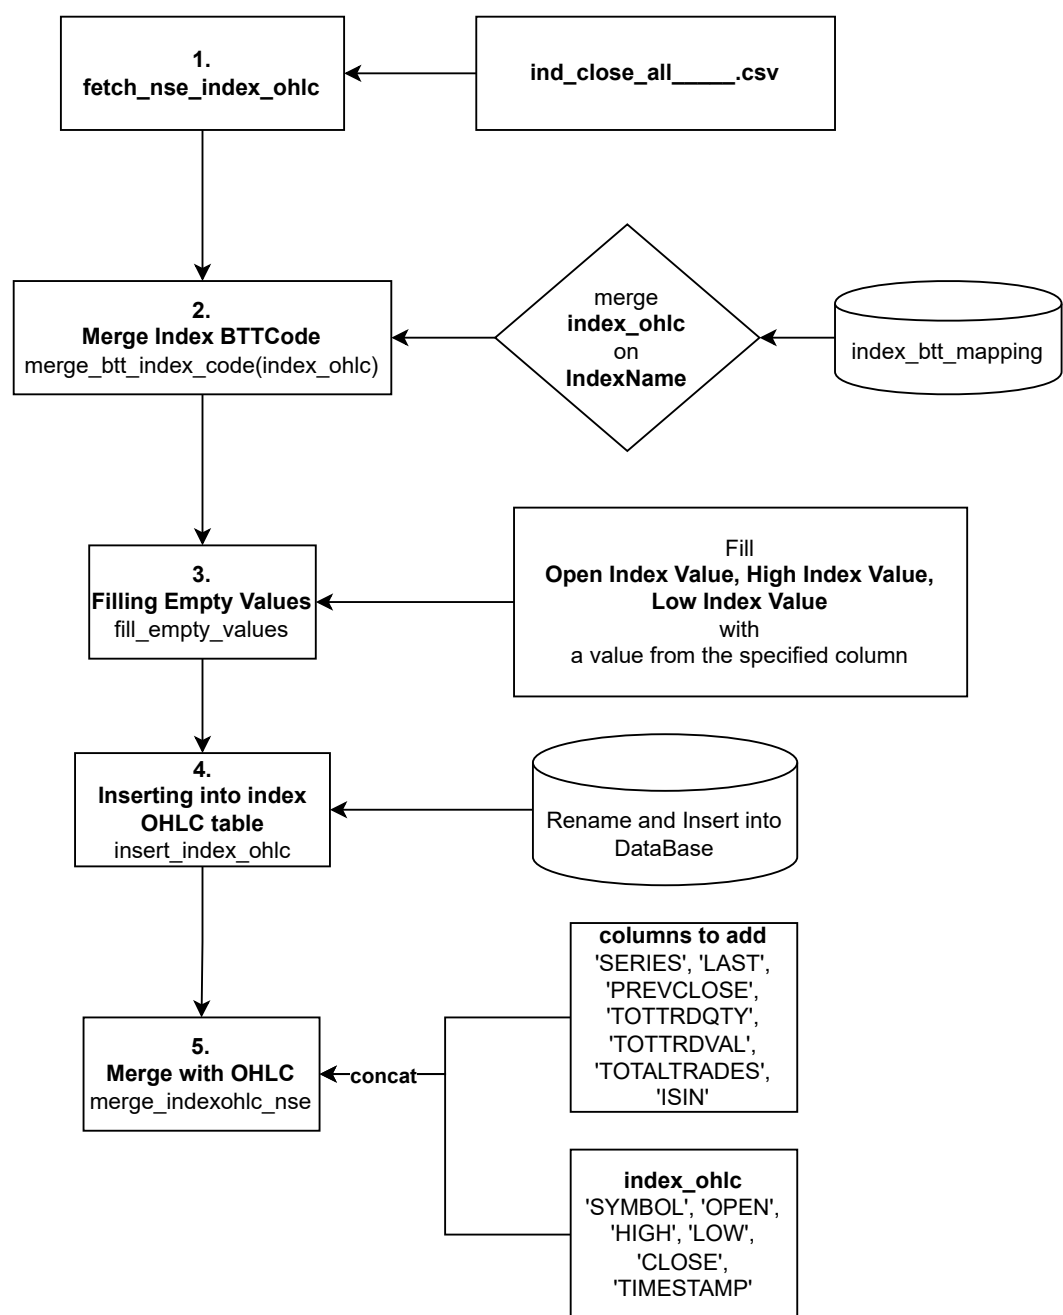 1.
fetch_nse_index_ohlc
ind_close_all_____.csv
2.
Merge Index BTTCode
merge_btt_index_code(index_ohlc)
merge
index_ohlc
on
IndexName
index_btt_mapping
3.
Filling Empty Values
fill_empty_values
Fill
Open Index Value, High Index Value,
Low Index Value
with
a value from the specified column
4.
Inserting into index
OHLC table
insert_index_ohlc
Rename and Insert into
DataBase
5.
Merge with OHLC
merge_indexohlc_nse
concat
columns to add
'SERIES', 'LAST',
'PREVCLOSE',
'TOTTRDQTY',
'TOTTRDVAL',
'TOTALTRADES',
'ISIN'
index_ohlc
'SYMBOL', 'OPEN',
'HIGH', 'LOW',
'CLOSE',
'TIMESTAMP'